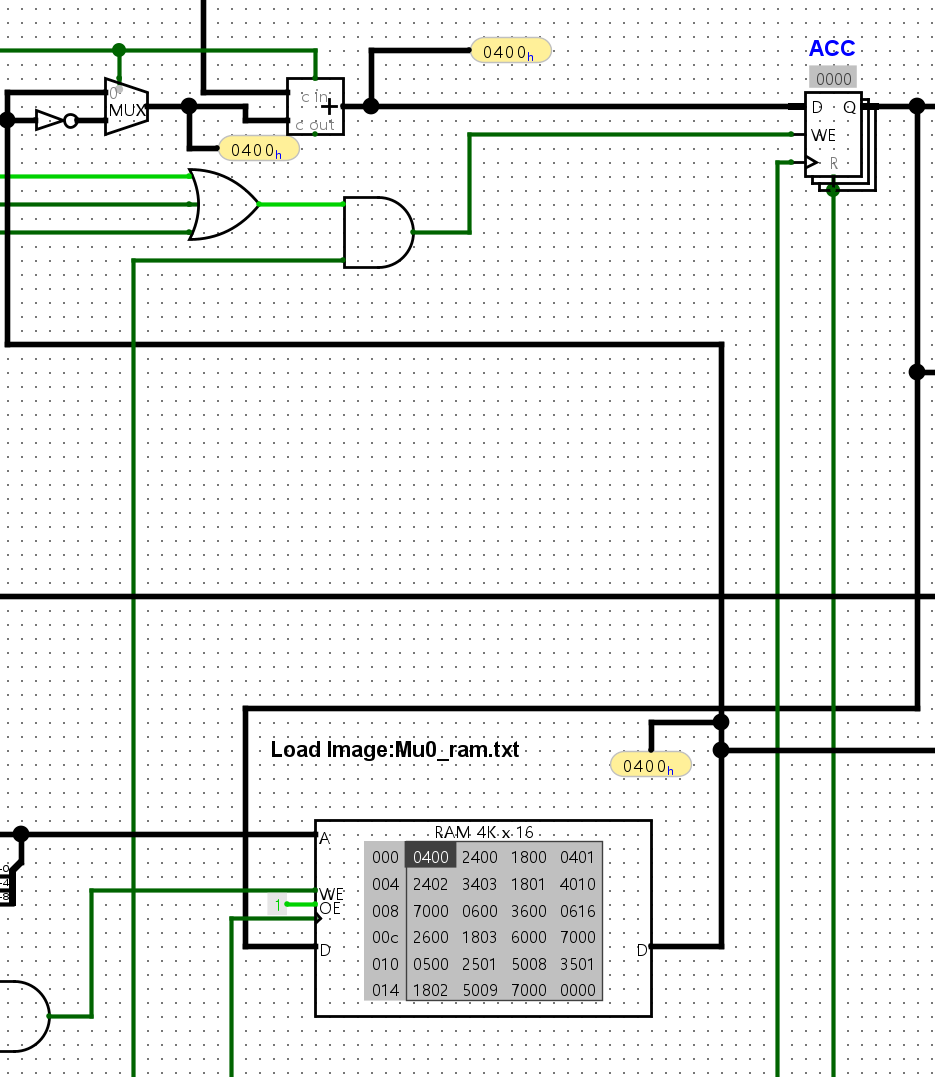 0400h
ACC
0000
0
MUX
c in
+
c out
D Q
WE
R
0400h
Load Image:Mu0_ram.txt
0400h
RAM 4K x 16
A
000 0400 2400 1800 0401
004 2402 3403 1801 4010
WE
1
OE
008 7000 0600 3600 0616
00c 2600 1803 6000 7000
D
D
010 0500 2501 5008 3501
014 1802 5009 7000 0000